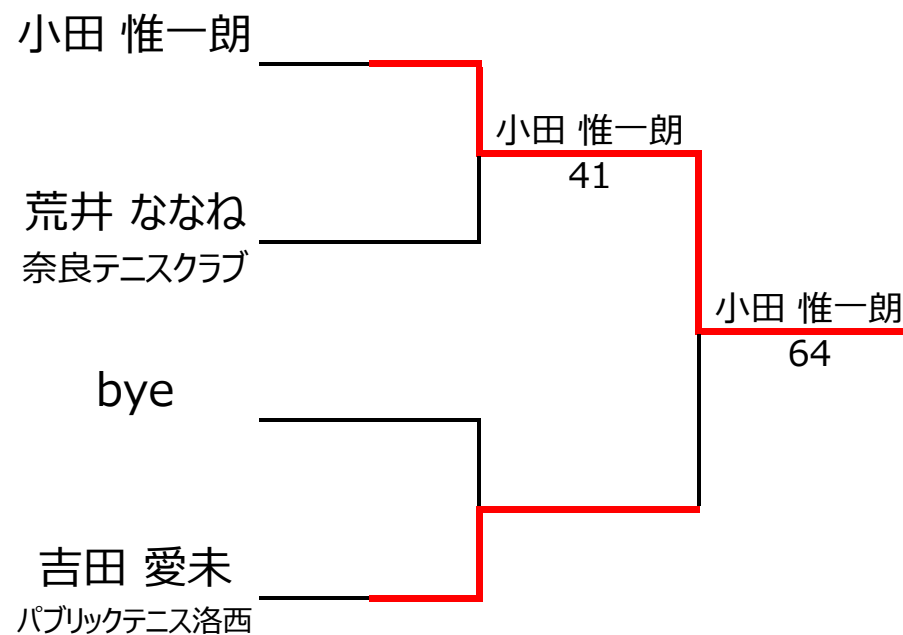 小田 惟一朗
小田 惟一朗
41
荒井 ななね
奈良テニスクラブ
小田 惟一朗
64
bye
吉田 愛未
パブリックテニス洛西